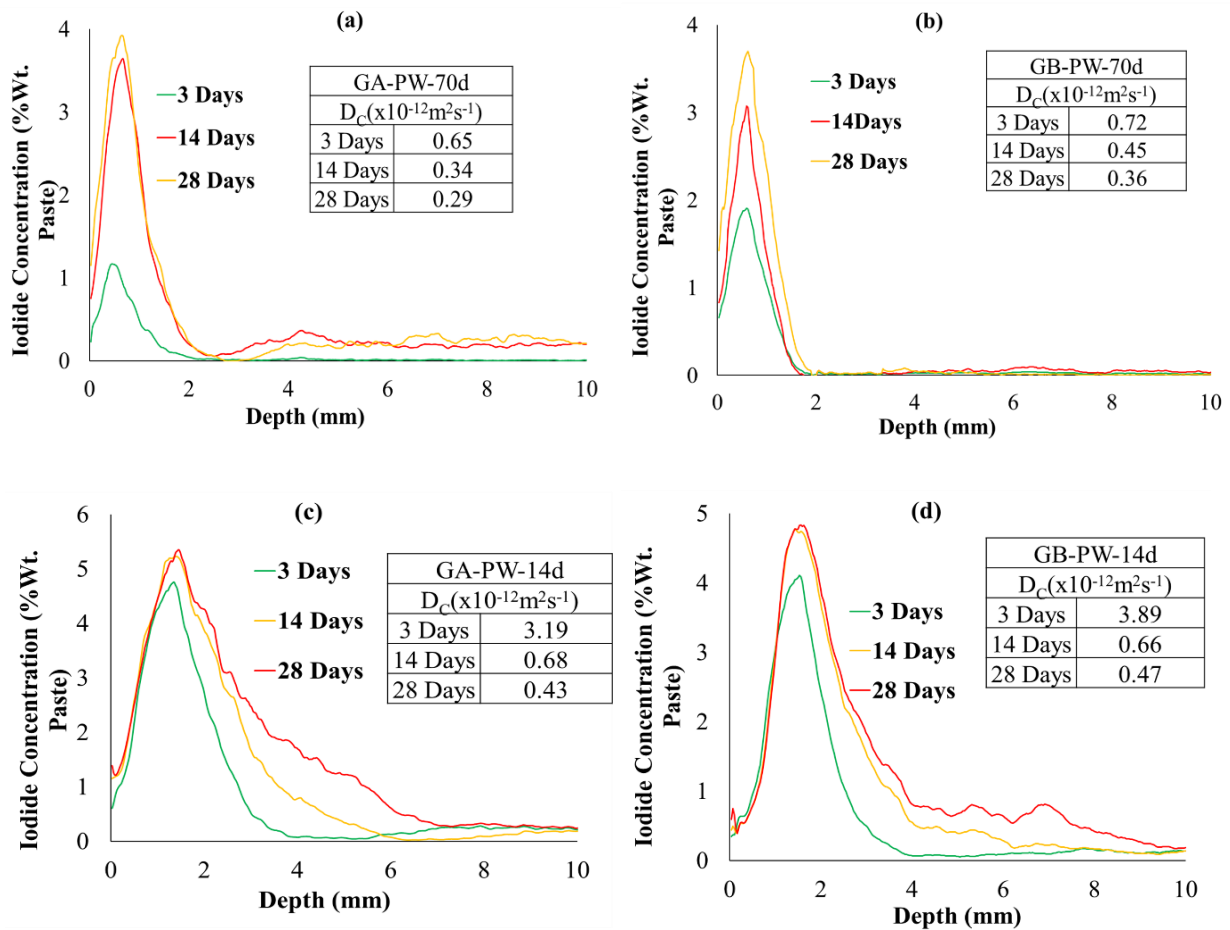 (a)
Iodide Concentration (%Wt.
Paste)
4
3
2
1
0
3 Days
14 Days
28 Days
GA-PW-70d
D_C(x10⁻¹²m²s⁻¹)
3 Days 0.65
14 Days 0.34
28 Days 0.29
0 2 4 6 8 10
Depth (mm)
(b)
Iodide Concentration (%Wt.
Paste)
4
3
2
1
0
3 Days
14Days
28 Days
GB-PW-70d
D_C(x10⁻¹²m²s⁻¹)
3 Days 0.72
14 Days 0.45
28 Days 0.36
0 2 4 6 8 10
Depth (mm)
(c)
Iodide Concentration (%Wt.
Paste)
6
5
4
3
2
1
0
3 Days
14 Days
28 Days
GA-PW-14d
D_C(x10⁻¹²m²s⁻¹)
3 Days 3.19
14 Days 0.68
28 Days 0.43
0 2 4 6 8 10
Depth (mm)
(d)
Iodide Concentration (%Wt.
Paste)
5
4
3
2
1
0
3 Days
14 Days
28 Days
GB-PW-14d
D_C(x10⁻¹²m²s⁻¹)
3 Days 3.89
14 Days 0.66
28 Days 0.47
0 2 4 6 8 10
Depth (mm)